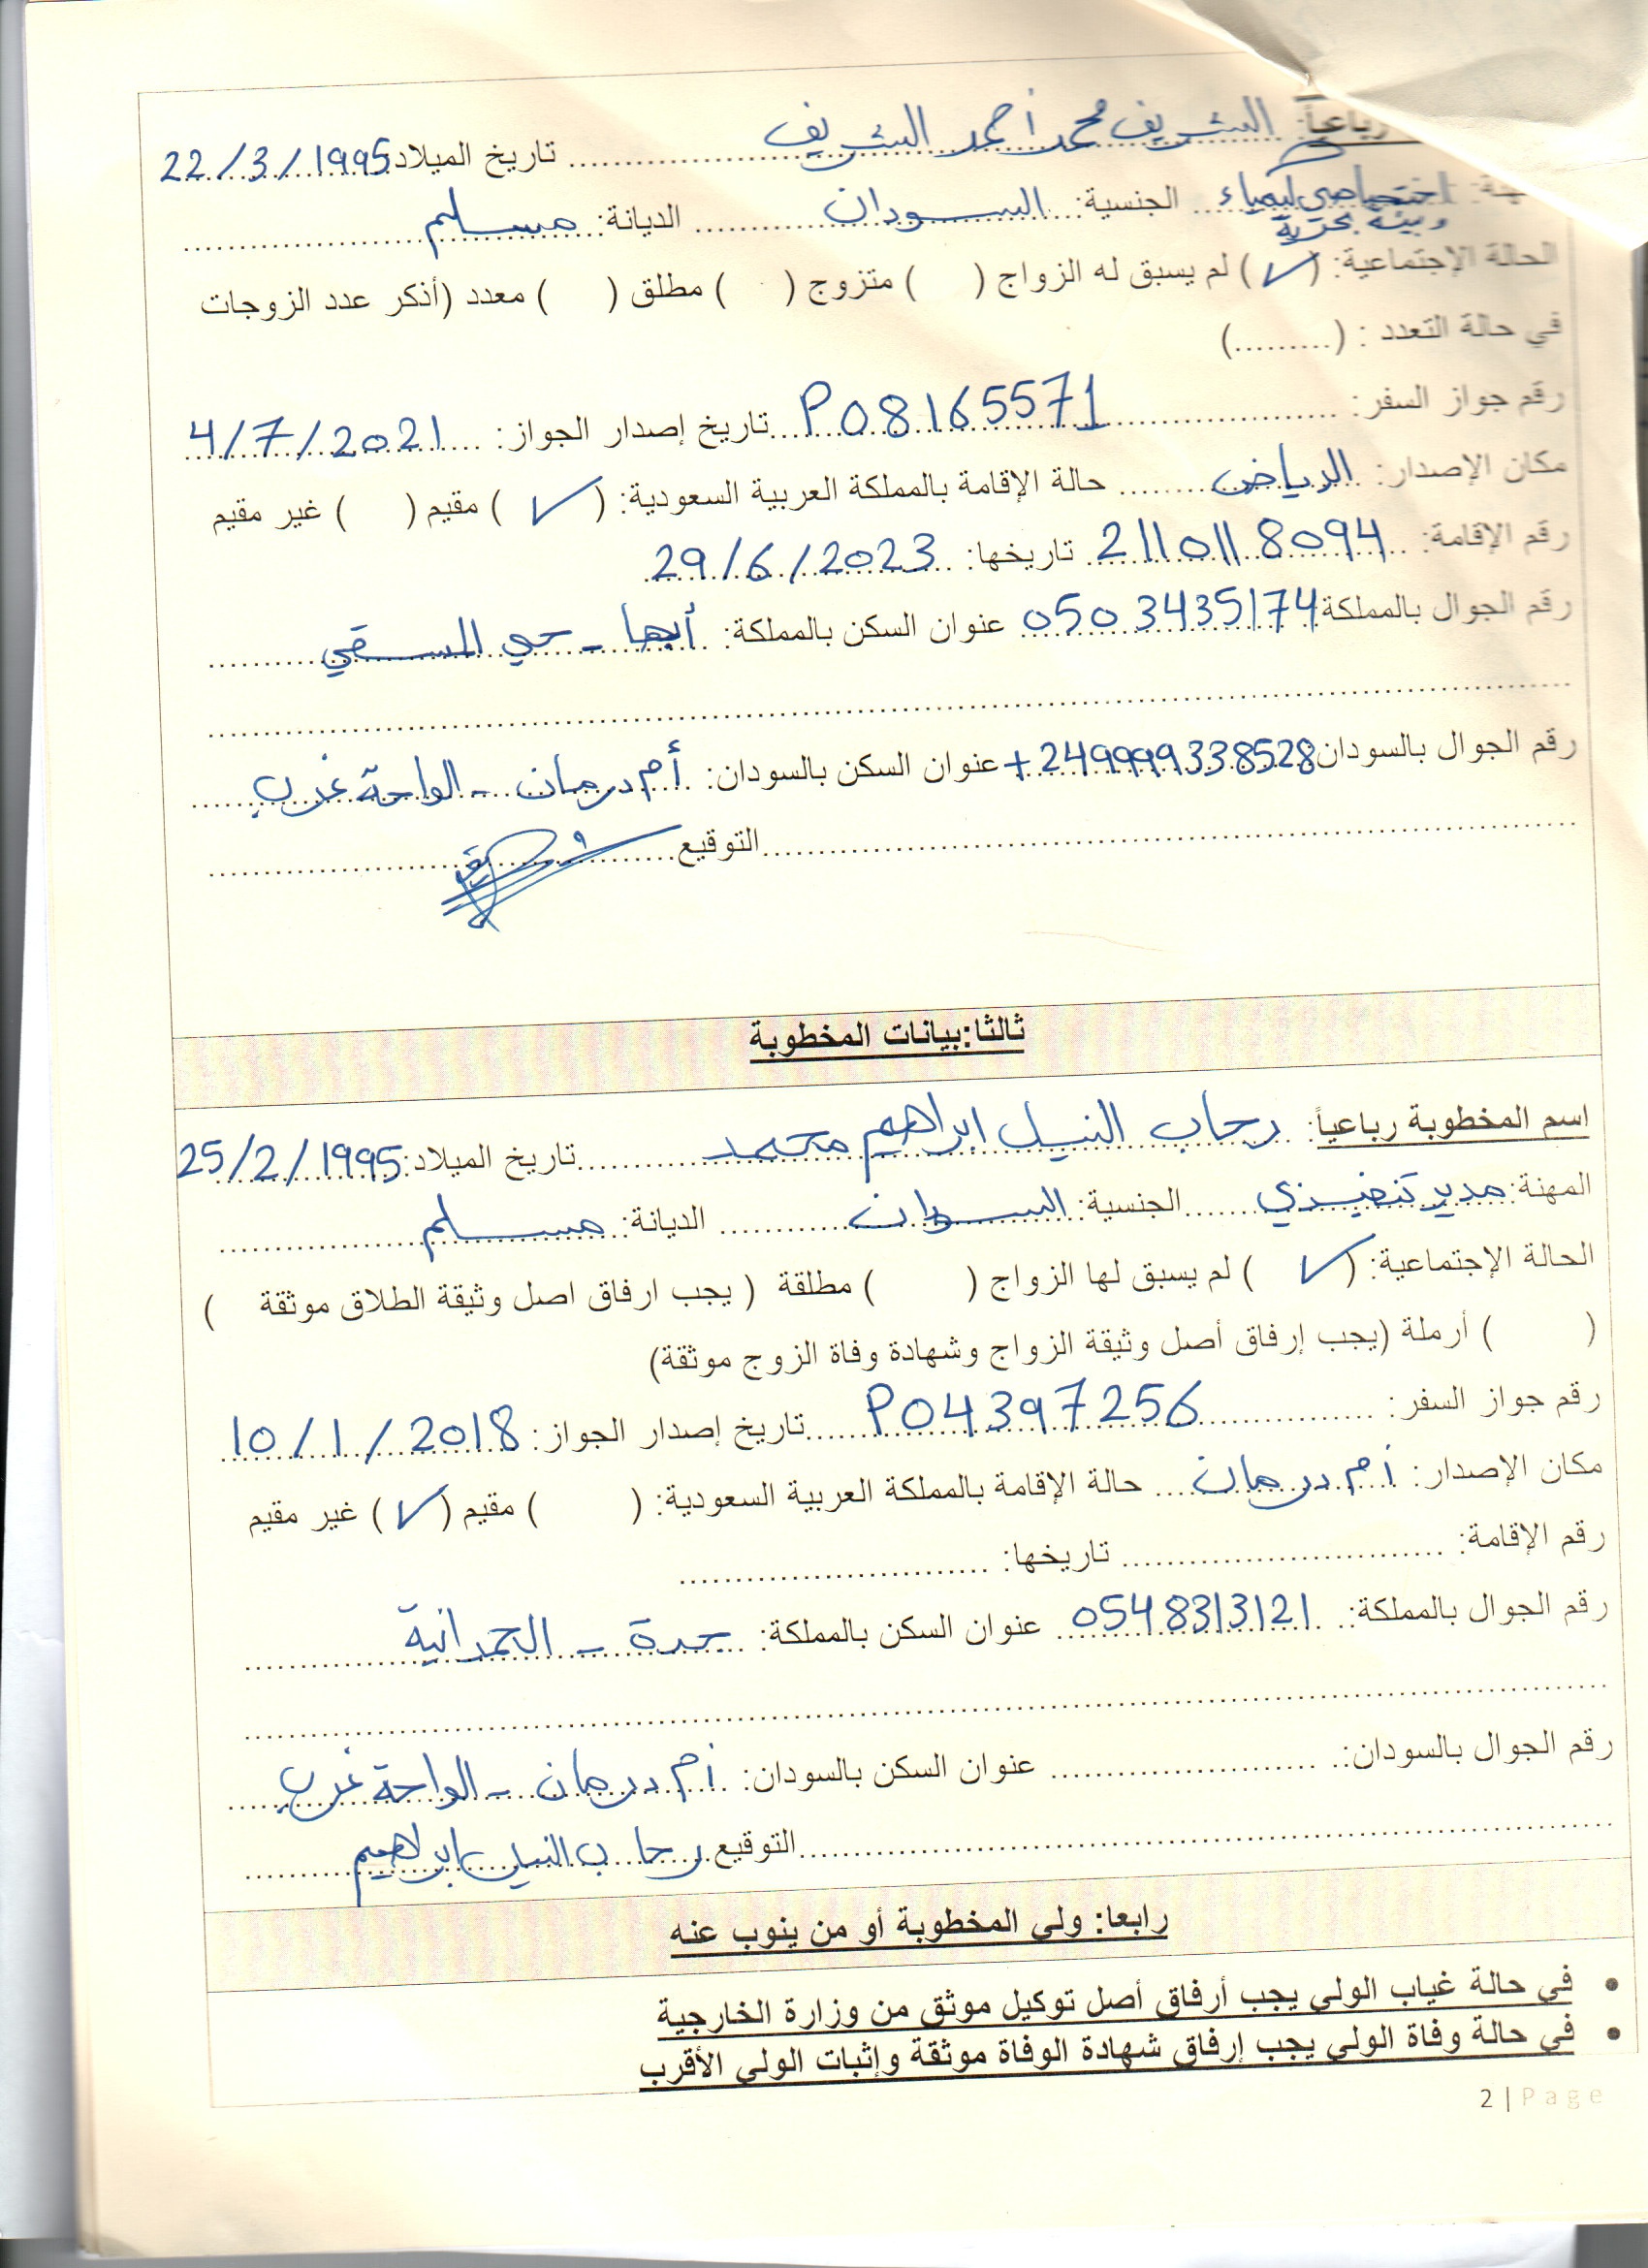 رباعياً: الشريف محمد أحمد الشريف تاريخ الميلاد 22/3/1995
اختصاصي كيمياء وبيئة بحرية الجنسية: السودان الديانة: مسلم
الحالة الإجتماعية: (✓) لم يسبق له الزواج ( ) متزوج ( ) مطلق ( ) معدد (أذكر عدد الزوجات
في حالة التعدد : (.........)
رقم جواز السفر: P08165571 تاريخ إصدار الجواز: 4/7/2021
مكان الإصدار: الرياض حالة الإقامة بالمملكة العربية السعودية: (✓) مقيم ( ) غير مقيم
رقم الإقامة: 2110118094 تاريخها: 29/6/2023
رقم الجوال بالمملكة 0503435174 عنوان السكن بالمملكة: أبها - حي المسقي
رقم الجوال بالسودان +249999338528 عنوان السكن بالسودان: أم درمان - الواحة غرب
التوقيع
ثالثا:بيانات المخطوبة
اسم المخطوبة رباعياً: رحاب النيل ابراهيم محمد تاريخ الميلاد: 25/2/1995
المهنة: مدير تنفيذي الجنسية: السودان الديانة: مسلم
الحالة الإجتماعية: (✓) لم يسبق لها الزواج ( ) مطلقة ( يجب ارفاق اصل وثيقة الطلاق موثقة )
( ) أرملة (يجب إرفاق أصل وثيقة الزواج وشهادة وفاة الزوج موثقة)
رقم جواز السفر: P04397256 تاريخ إصدار الجواز: 10/1/2018
مكان الإصدار: أم درمان حالة الإقامة بالمملكة العربية السعودية: ( ) مقيم (✓) غير مقيم
رقم الإقامة: تاريخها:
رقم الجوال بالمملكة: 0548313121 عنوان السكن بالمملكة: جدة - الحمدانية
رقم الجوال بالسودان: عنوان السكن بالسودان: أم درمان - الواحة غرب
التوقيع رحاب النيل ابراهيم
رابعا: ولي المخطوبة أو من ينوب عنه
• في حالة غياب الولي يجب أرفاق أصل توكيل موثق من وزارة الخارجية
• في حالة وفاة الولي يجب إرفاق شهادة الوفاة موثقة وإثبات الولي الأقرب
2 | Page